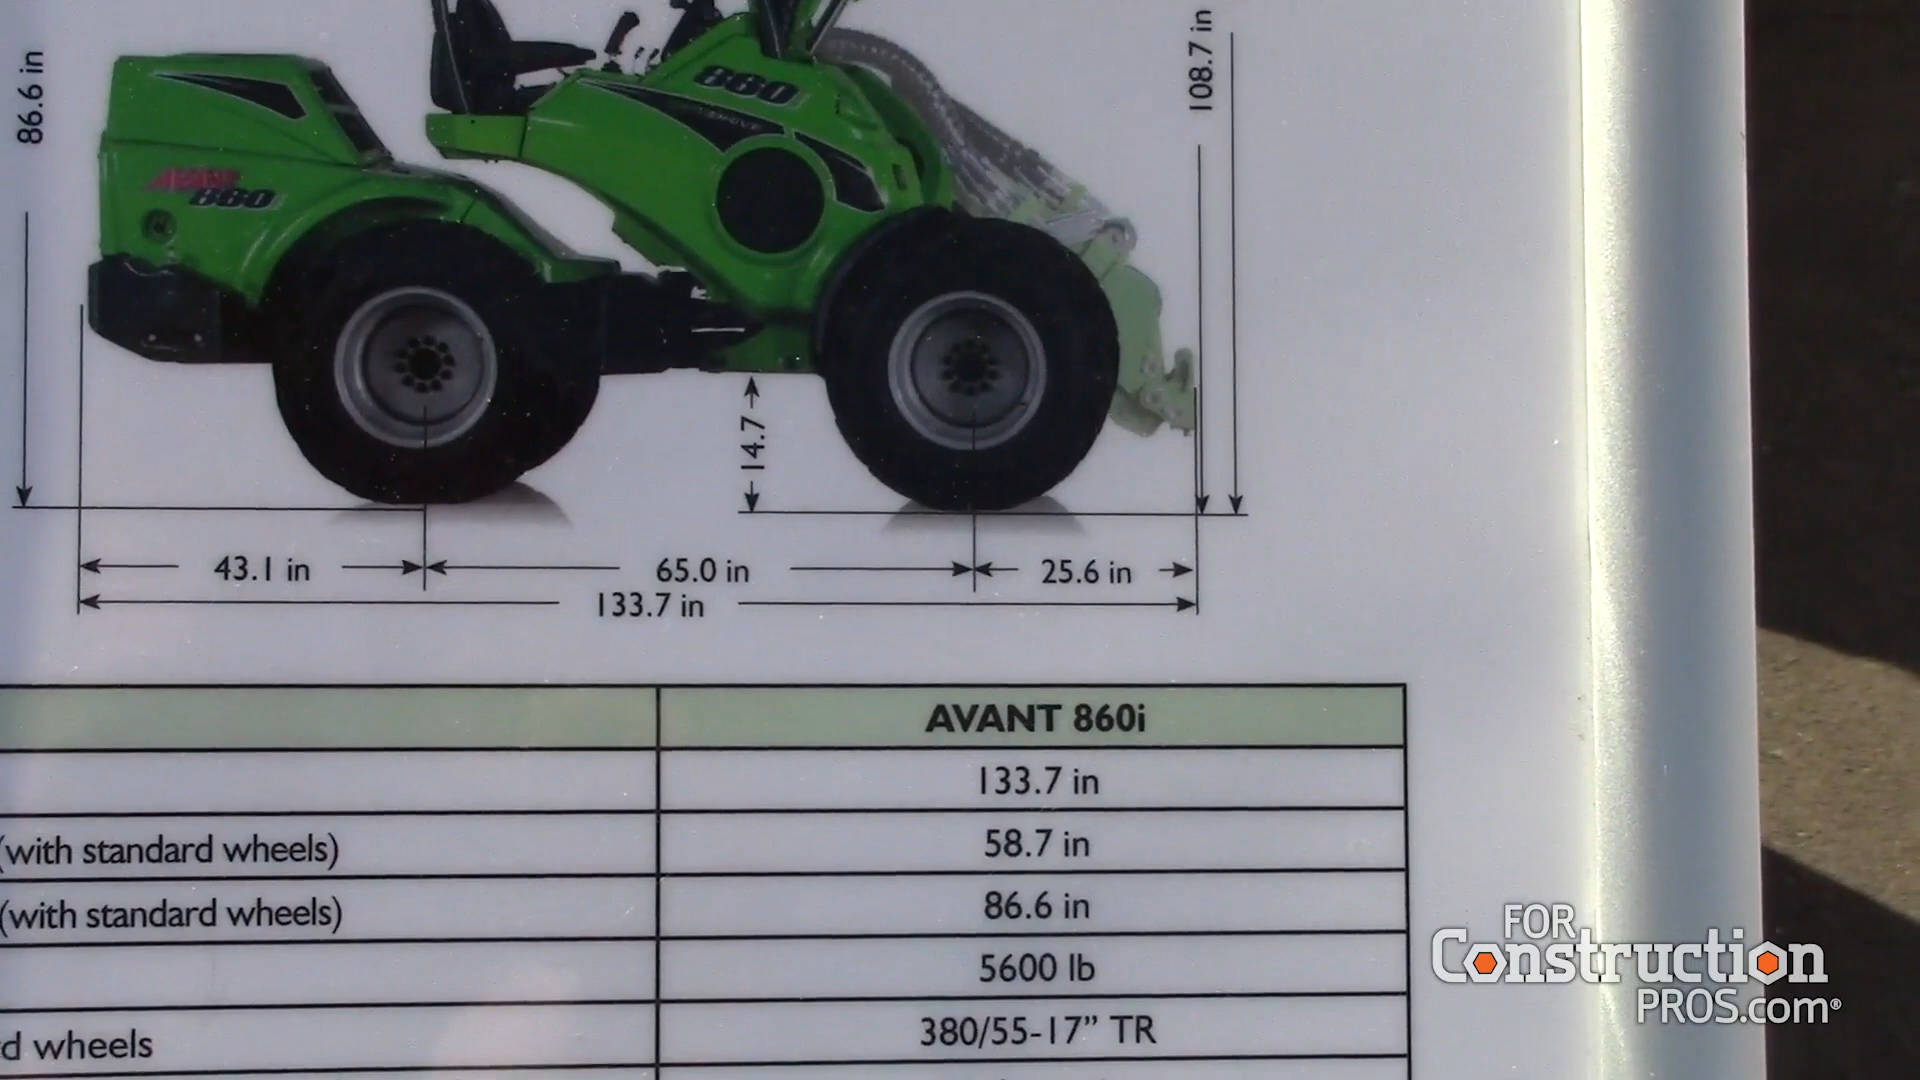 86.6 in
108.7 in
860i
AVANT
860i
14.7
43.1 in
65.0 in
25.6 in
133.7 in
AVANT 860i
133.7 in
(with standard wheels)
58.7 in
(with standard wheels)
86.6 in
5600 lb
d wheels
380/55-17” TR
FOR
Construction
PROS.com®